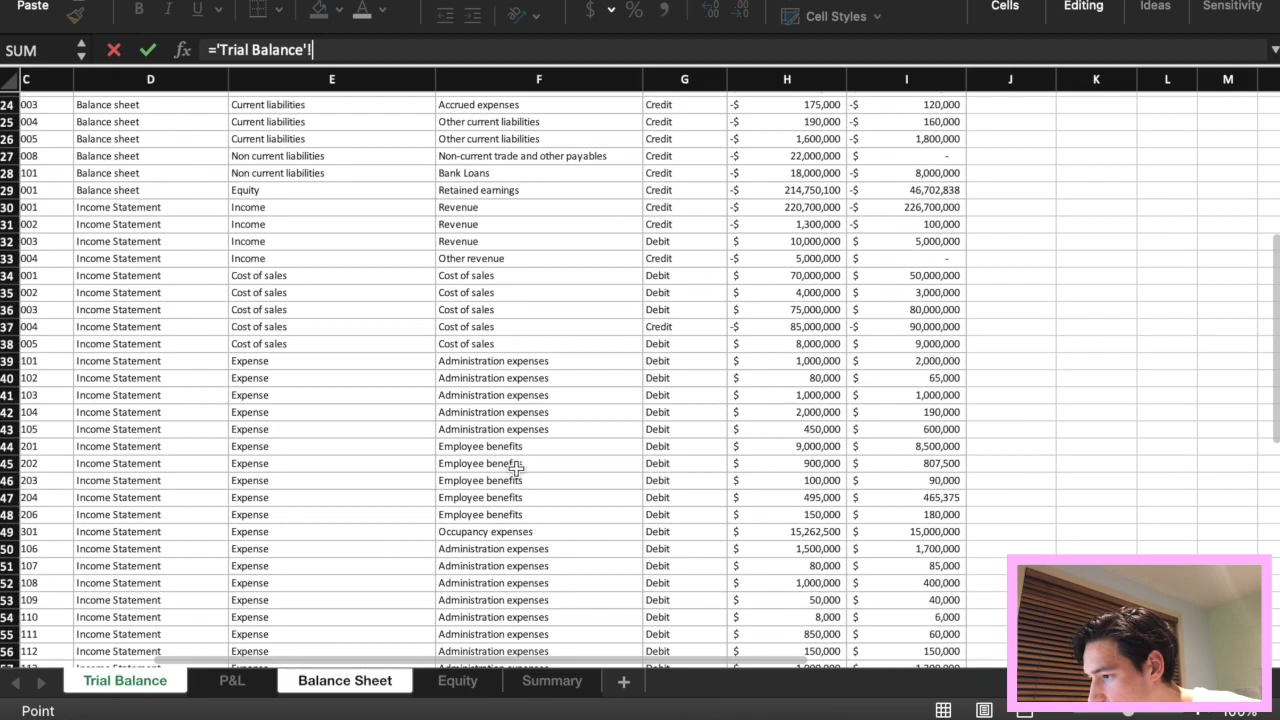 Paste B I U $ % , Cell Styles Cells Editing Ideas Sensitivity
SUM fx ='Trial Balance'!
C D E F G H I J K L M
24 003 Balance sheet Current liabilities Accrued expenses Credit -$ 175,000 -$ 120,000
25 004 Balance sheet Current liabilities Other current liabilities Credit -$ 190,000 -$ 160,000
26 005 Balance sheet Current liabilities Other current liabilities Credit -$ 1,600,000 -$ 1,800,000
27 008 Balance sheet Non current liabilities Non-current trade and other payables Credit -$ 22,000,000 $ -
28 101 Balance sheet Non current liabilities Bank Loans Credit -$ 18,000,000 -$ 8,000,000
29 001 Balance sheet Equity Retained earnings Credit -$ 214,750,100 -$ 46,702,838
30 001 Income Statement Income Revenue Credit -$ 220,700,000 -$ 226,700,000
31 002 Income Statement Income Revenue Credit -$ 1,300,000 -$ 100,000
32 003 Income Statement Income Revenue Debit $ 10,000,000 $ 5,000,000
33 004 Income Statement Income Other revenue Credit -$ 5,000,000 $ -
34 001 Income Statement Cost of sales Cost of sales Debit $ 70,000,000 $ 50,000,000
35 002 Income Statement Cost of sales Cost of sales Debit $ 4,000,000 $ 3,000,000
36 003 Income Statement Cost of sales Cost of sales Debit $ 75,000,000 $ 80,000,000
37 004 Income Statement Cost of sales Cost of sales Credit -$ 85,000,000 -$ 90,000,000
38 005 Income Statement Cost of sales Cost of sales Debit $ 8,000,000 $ 9,000,000
39 101 Income Statement Expense Administration expenses Debit $ 1,000,000 $ 2,000,000
40 102 Income Statement Expense Administration expenses Debit $ 80,000 $ 65,000
41 103 Income Statement Expense Administration expenses Debit $ 1,000,000 $ 1,000,000
42 104 Income Statement Expense Administration expenses Debit $ 2,000,000 $ 190,000
43 105 Income Statement Expense Administration expenses Debit $ 450,000 $ 600,000
44 201 Income Statement Expense Employee benefits Debit $ 9,000,000 $ 8,500,000
45 202 Income Statement Expense Employee benefits Debit $ 900,000 $ 807,500
46 203 Income Statement Expense Employee benefits Debit $ 100,000 $ 90,000
47 204 Income Statement Expense Employee benefits Debit $ 495,000 $ 465,375
48 206 Income Statement Expense Employee benefits Debit $ 150,000 $ 180,000
49 301 Income Statement Expense Occupancy expenses Debit $ 15,262,500 $ 15,000,000
50 106 Income Statement Expense Administration expenses Debit $ 1,500,000 $ 1,700,000
51 107 Income Statement Expense Administration expenses Debit $ 80,000 $ 85,000
52 108 Income Statement Expense Administration expenses Debit $ 1,000,000 $ 400,000
53 109 Income Statement Expense Administration expenses Debit $ 50,000 $ 40,000
54 110 Income Statement Expense Administration expenses Debit $ 8,000 $ 6,000
55 111 Income Statement Expense Administration expenses Debit $ 850,000 $ 60,000
56 112 Income Statement Expense Administration expenses Debit $ 150,000 $ 150,000
Trial Balance P&L Balance Sheet Equity Summary +
Point